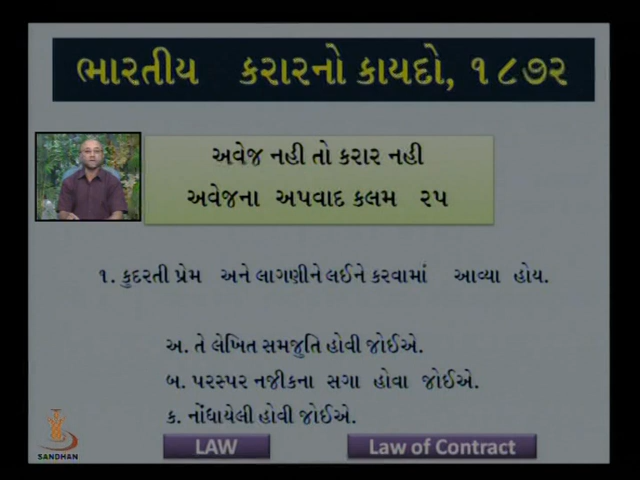 ભારતીય કરારનો કાયદો, ૧૮૭૨
અવેજ નહી તો કરાર નહી
અવેજના અપવાદ કલમ ૨૫
૧. કુદરતી પ્રેમ અને લાગણીને લઈને કરવામાં આવ્યા હોય.
અ. તે લેખિત સમજુતિ હોવી જોઈએ.
બ. પરસ્પર નજીકના સગા હોવા જોઈએ.
ક. નોંધાયેલી હોવી જોઈએ.
SANDHAN
LAW
Law of Contract